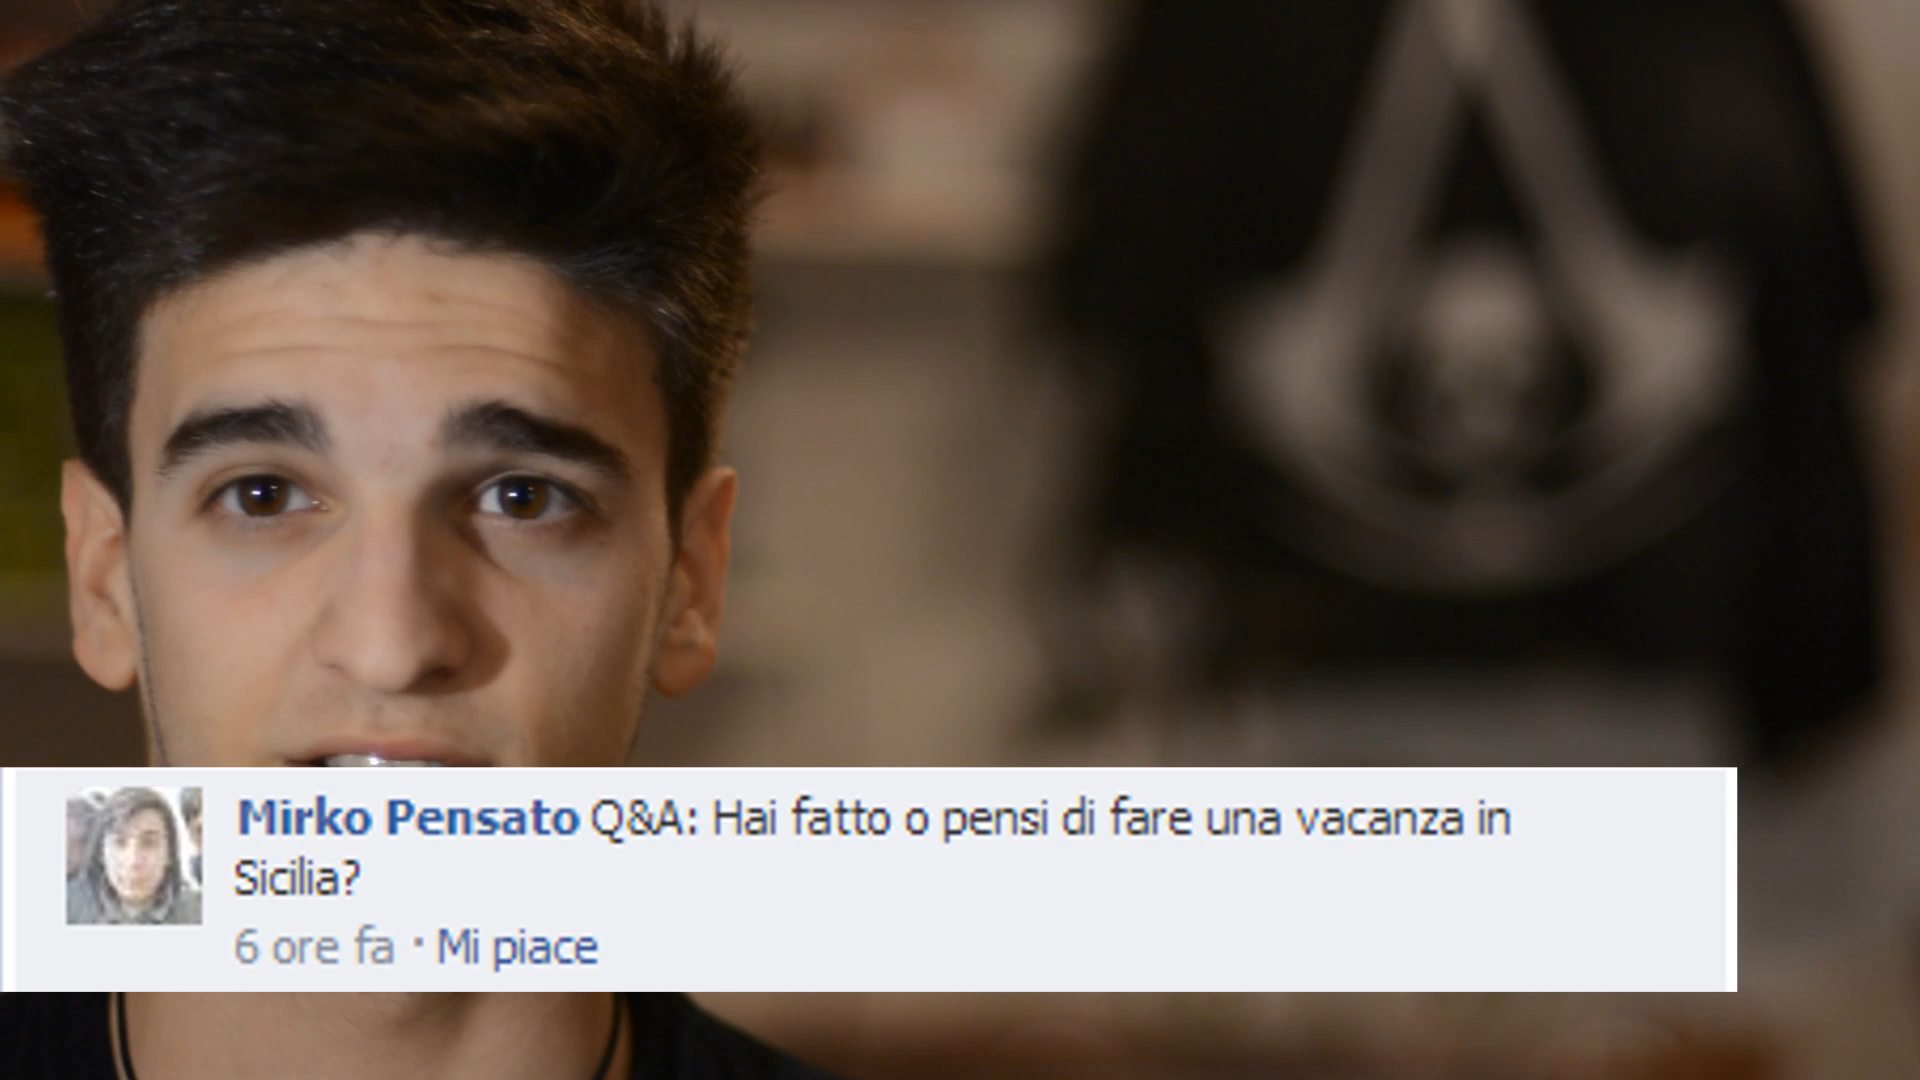 Mirko Pensato Q&A: Hai fatto o pensi di fare una vacanza in
Sicilia?
6 ore fa · Mi piace